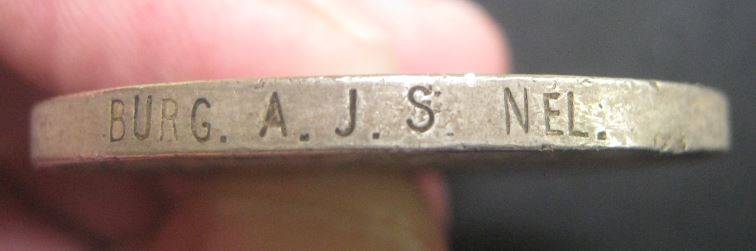 BURG. A. J. S. NEL.